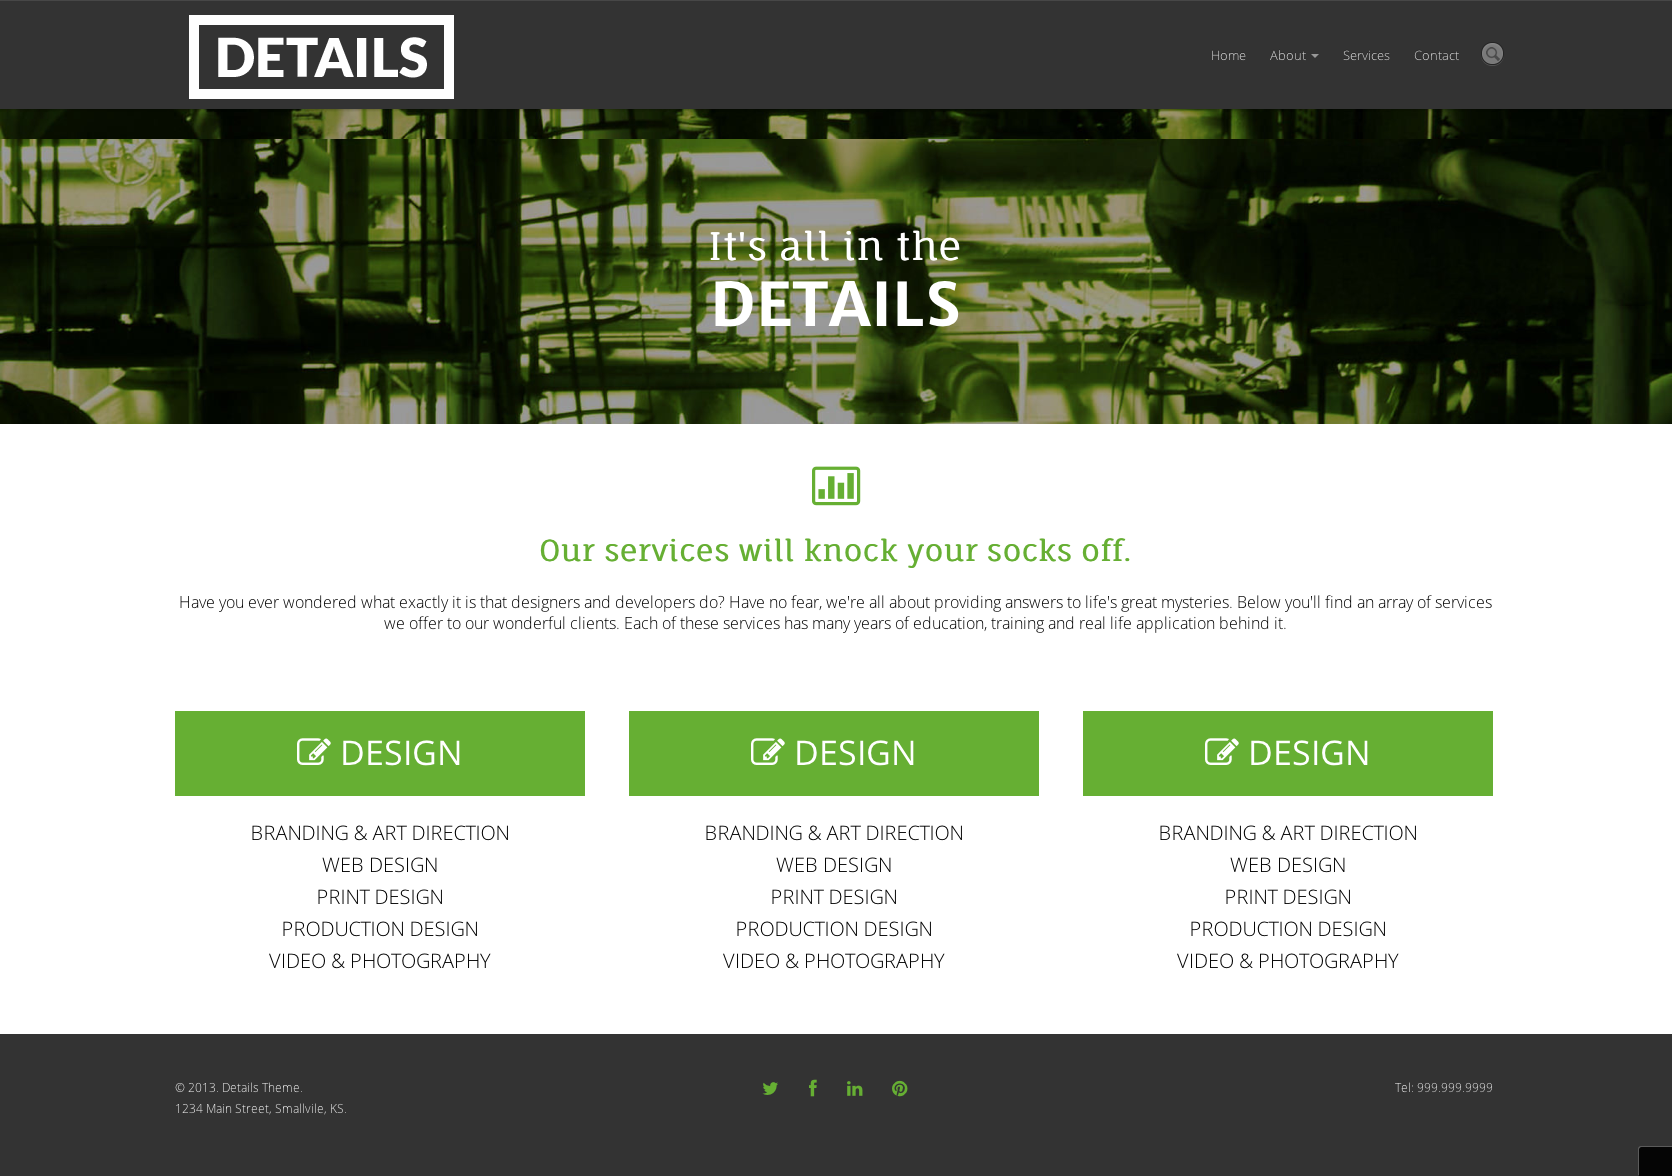 DETAILS
Home About Services Contact
It's all in the
DETAILS
Our services will knock your socks off.
Have you ever wondered what exactly it is that designers and developers do? Have no fear, we're all about providing answers to life's great mysteries. Below you'll find an array of services
we offer to our wonderful clients. Each of these services has many years of education, training and real life application behind it.
DESIGN
BRANDING & ART DIRECTION
WEB DESIGN
PRINT DESIGN
PRODUCTION DESIGN
VIDEO & PHOTOGRAPHY
DESIGN
BRANDING & ART DIRECTION
WEB DESIGN
PRINT DESIGN
PRODUCTION DESIGN
VIDEO & PHOTOGRAPHY
DESIGN
BRANDING & ART DIRECTION
WEB DESIGN
PRINT DESIGN
PRODUCTION DESIGN
VIDEO & PHOTOGRAPHY
© 2013. Details Theme.
1234 Main Street, Smallvile, KS.
Tel: 999.999.9999